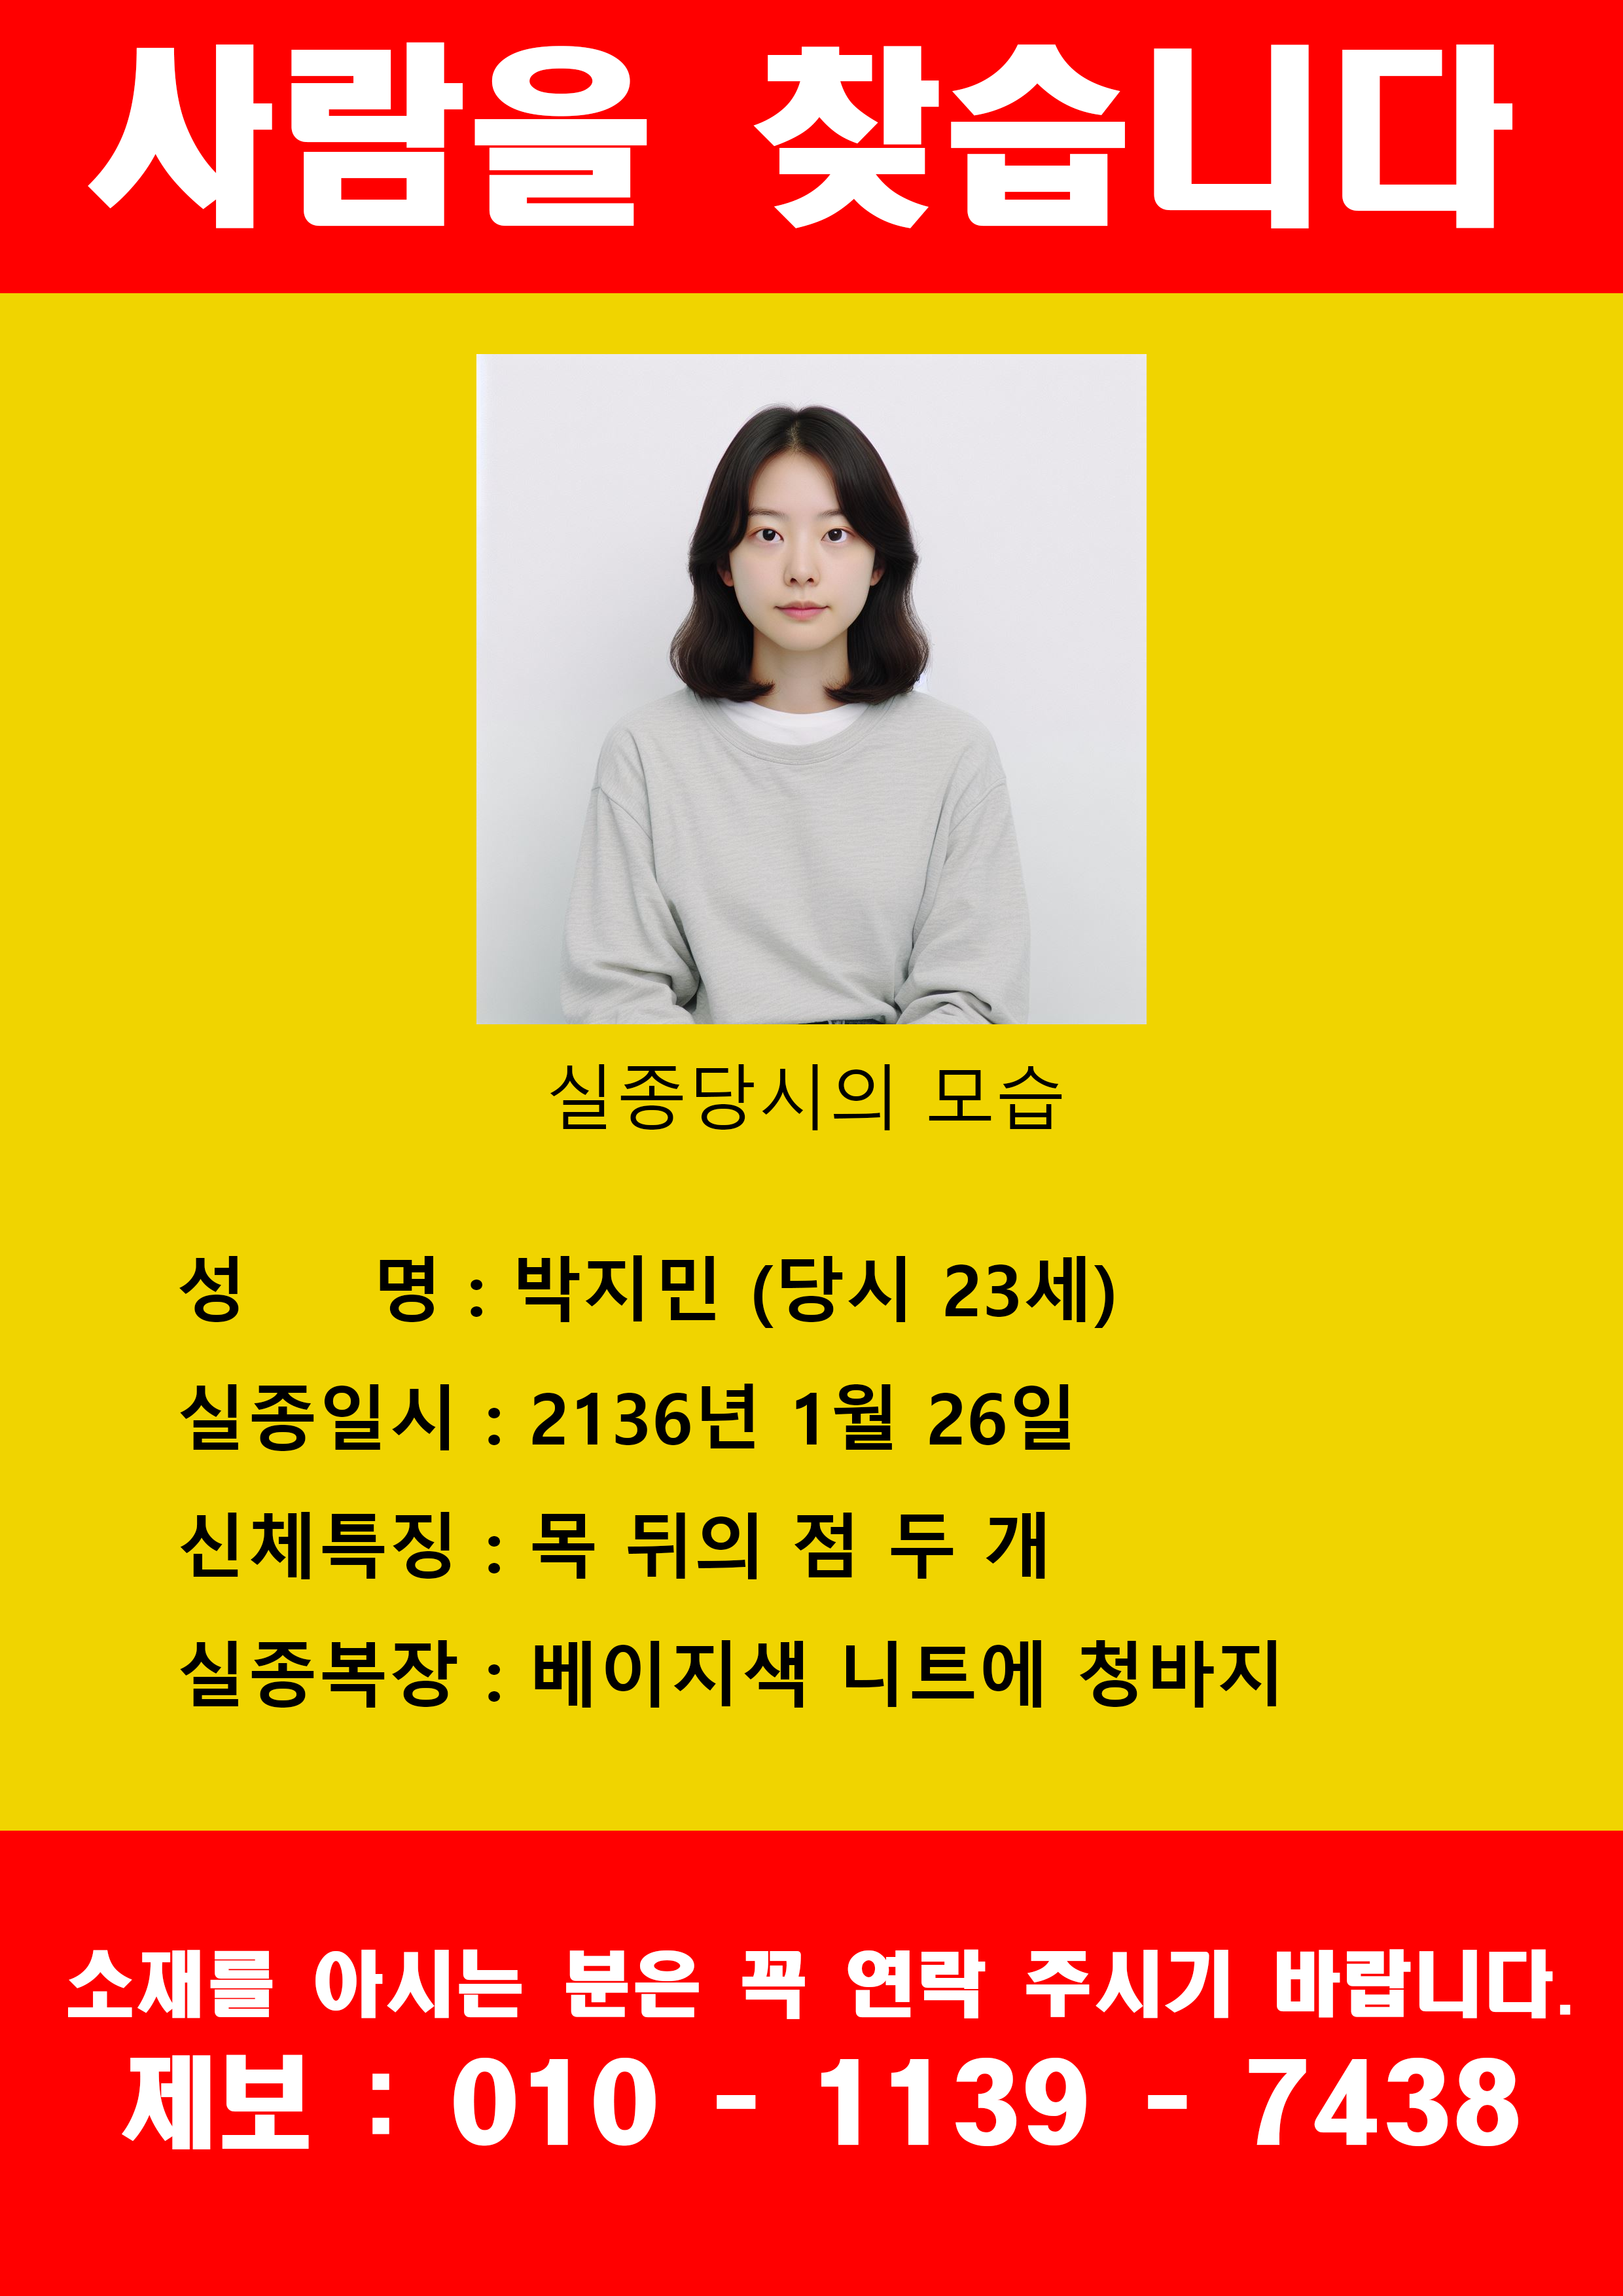 사람을 찾습니다
실종당시의 모습
성 명 : 박지민 (당시 23세)
실종일시 : 2136년 1월 26일
신체특징 : 목 뒤의 점 두 개
실종복장 : 베이지색 니트에 청바지
소재를 아시는 분은 꼭 연락 주시기 바랍니다.
제보 : 010 - 1139 - 7438